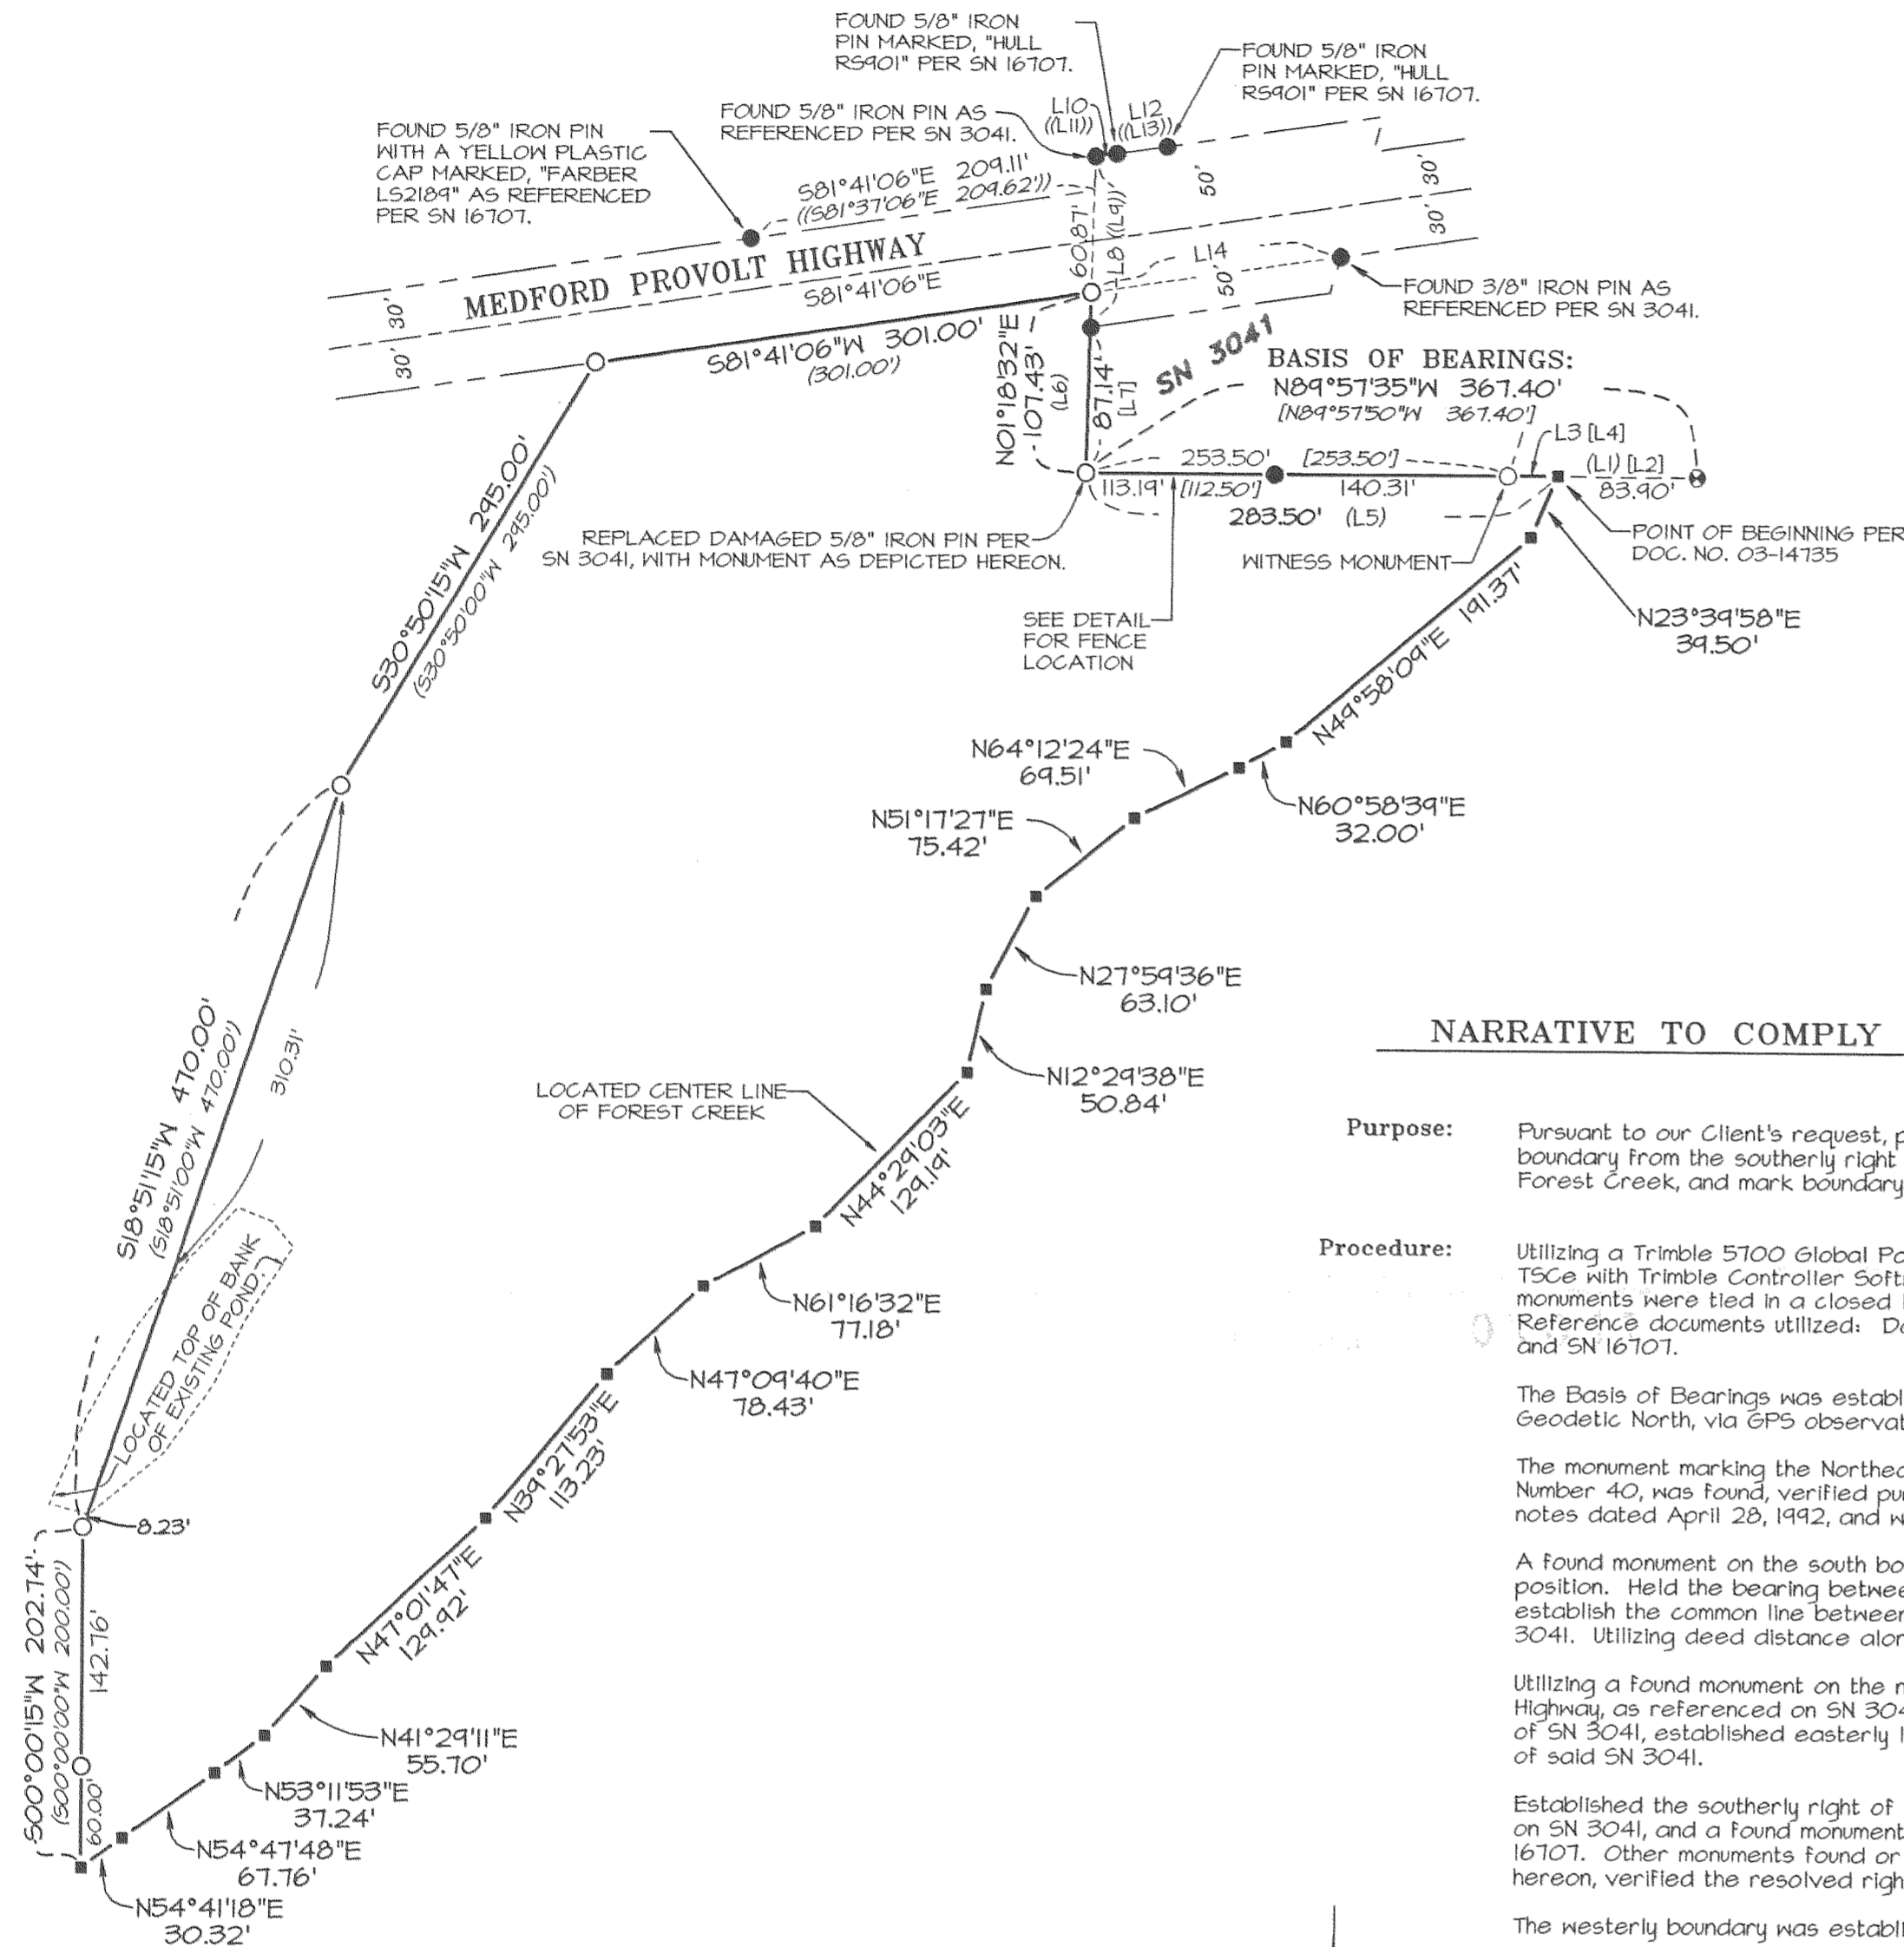 FOUND 5/8" IRON
PIN MARKED, "HULL
RS901" PER SN 16707.
FOUND 5/8" IRON
PIN MARKED, "HULL
RS901" PER SN 16707.
FOUND 5/8" IRON PIN AS
REFERENCED PER SN 3041.
L10
((L11))
L12
((L13))
FOUND 5/8" IRON PIN
WITH A YELLOW PLASTIC
CAP MARKED, "FARBER
LS2189" AS REFERENCED
PER SN 16707.
S81°41'06"E 209.11'
((S81°37'06"E 209.62'))
50'
30'
30'
30'
30'
MEDFORD PROVOLT HIGHWAY
S81°41'06"E
60.87'
L8 ((L9))
L14
50'
FOUND 3/8" IRON PIN AS
REFERENCED PER SN 3041.
S81°41'06"W 301.00'
(301.00')
N01°18'32"E
107.43'
(L6)
87.14'
[L7]
SN 3041
BASIS OF BEARINGS:
N89°57'35"W 367.40'
[N89°57'50"W 367.40']
L3 [L4]
(L1) [L2]
83.90'
253.50' [253.50']
113.19' [112.50'] 140.31'
283.50' (L5)
REPLACED DAMAGED 5/8" IRON PIN PER
SN 3041, WITH MONUMENT AS DEPICTED HEREON.
WITNESS MONUMENT
POINT OF BEGINNING PER
DOC. NO. 03-14735
SEE DETAIL
FOR FENCE
LOCATION
N23°39'58"E
39.50'
S30°50'15"W 295.00'
(S30°50'00"W 295.00')
N49°58'09"E 191.37'
N64°12'24"E
69.51'
N60°58'39"E
32.00'
N51°17'27"E
75.42'
N27°59'36"E
63.10'
N12°29'38"E
50.84'
LOCATED CENTER LINE
OF FOREST CREEK
N44°29'03"E
129.19'
S18°51'15"W 470.00'
(S18°51'00"W 470.00')
310.31'
LOCATED TOP OF BANK
OF EXISTING POND.
N61°16'32"E
77.18'
N47°09'40"E
78.43'
N39°27'53"E
113.23'
8.23'
N47°01'47"E
129.92'
S00°00'15"W 202.74'
(S00°00'00"W 200.00')
142.76'
60.00'
N41°29'11"E
55.70'
N53°11'53"E
37.24'
N54°47'48"E
67.76'
N54°41'18"E
30.32'
NARRATIVE TO COMPLY
Purpose:
Pursuant to our Client's request, p
boundary from the southerly right
Forest Creek, and mark boundary
Procedure:
Utilizing a Trimble 5700 Global Po
TSCe with Trimble Controller Soft
monuments were tied in a closed
Reference documents utilized: Do
and SN 16707.
The Basis of Bearings was establ
Geodetic North, via GPS observat
The monument marking the Northea
Number 40, was found, verified pu
notes dated April 28, 1992, and w
A found monument on the south bo
position. Held the bearing betwee
establish the common line between
3041. Utilizing deed distance alon
Utilizing a found monument on the n
Highway, as referenced on SN 304
of SN 3041, established easterly l
of said SN 3041.
Established the southerly right of
on SN 3041, and a found monument
16707. Other monuments found or
hereon, verified the resolved righ
The westerly boundary was establ